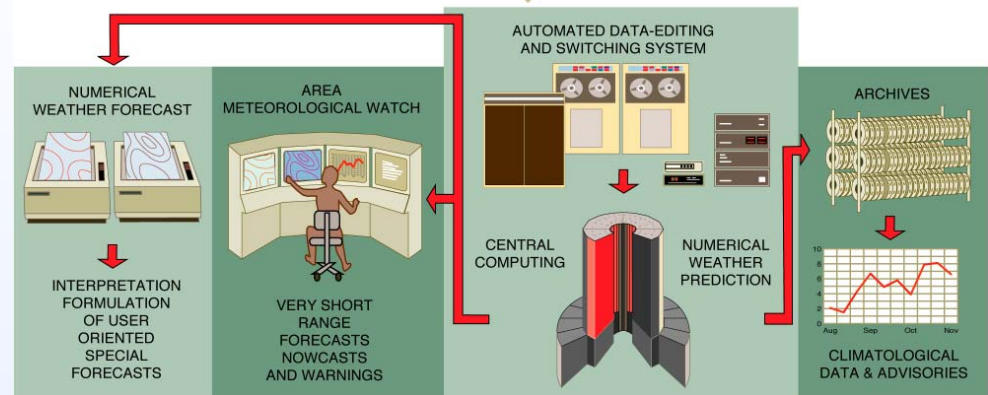 AUTOMATED DATA-EDITING
AND SWITCHING SYSTEM
NUMERICAL
WEATHER FORECAST
INTERPRETATION
FORMULATION
OF USER
ORIENTED
SPECIAL
FORECASTS
AREA
METEOROLOGICAL WATCH
VERY SHORT
RANGE
FORECASTS
NOWCASTS
AND WARNINGS
CENTRAL
COMPUTING
NUMERICAL
WEATHER
PREDICTION
ARCHIVES
10
8
6
4
2
0
Aug Sep Oct Nov
CLIMATOLOGICAL
DATA & ADVISORIES